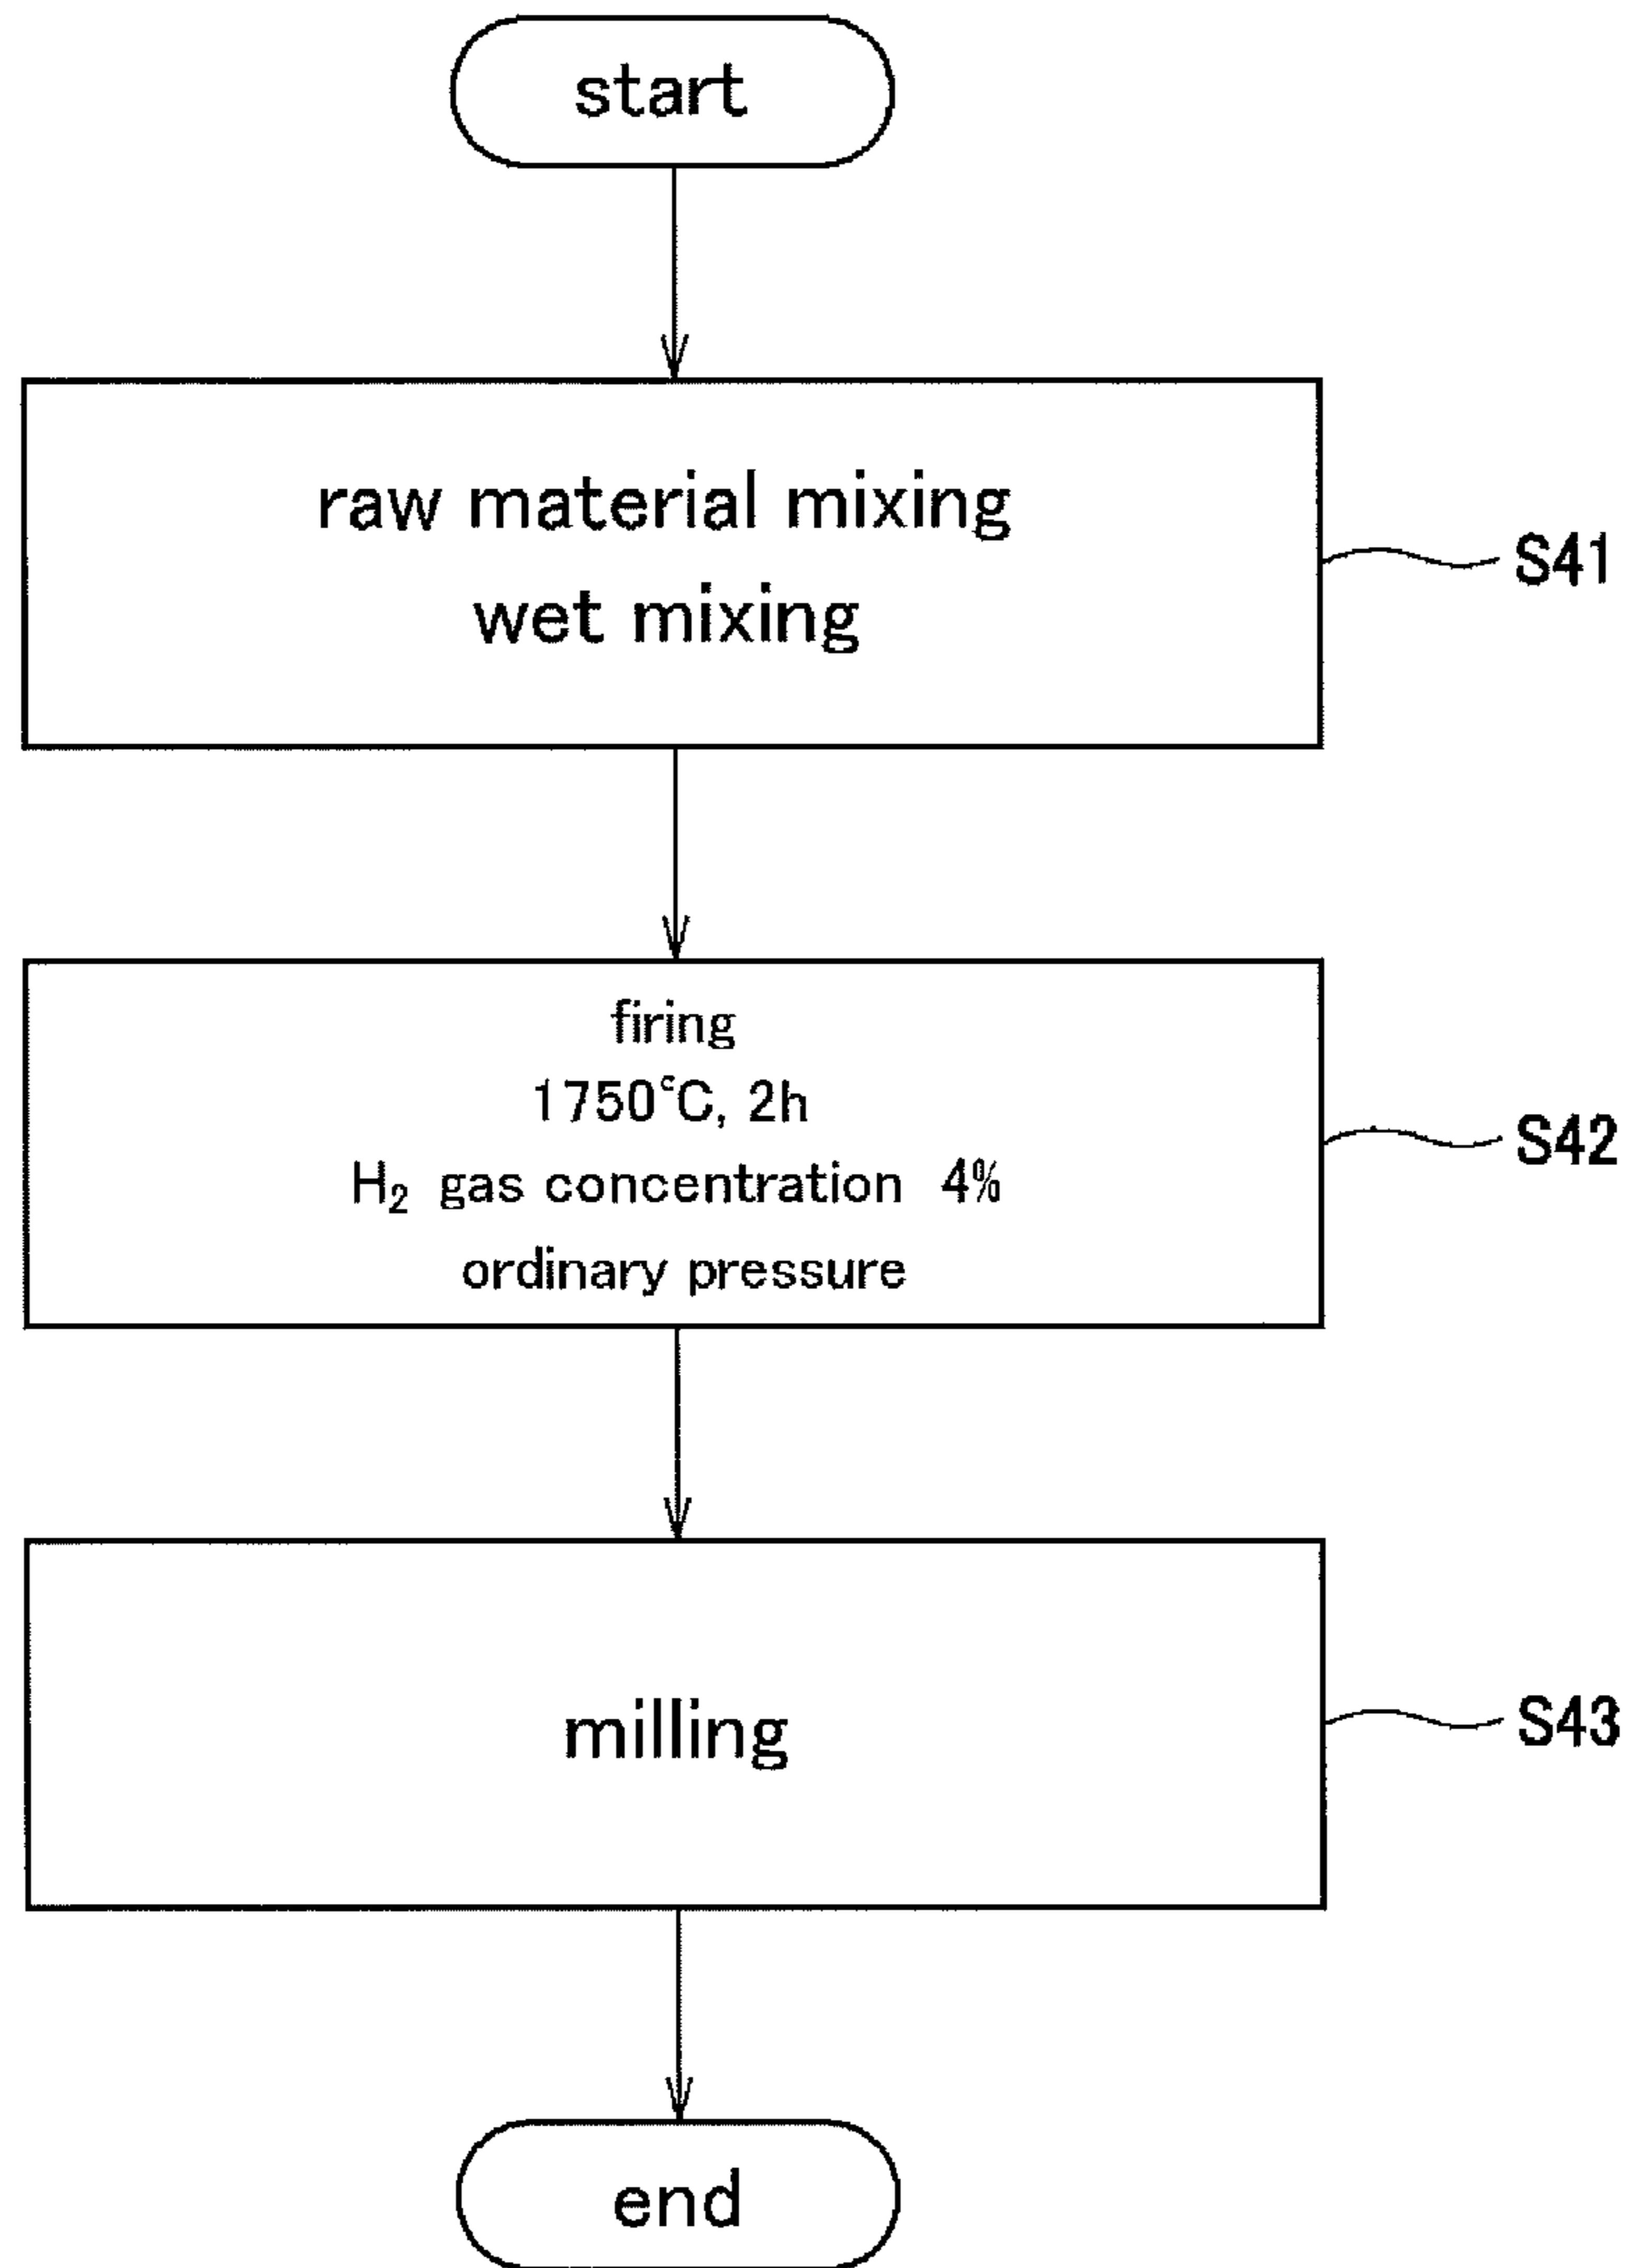 start
raw material mixing
wet mixing
S41
firing
1750℃, 2h
H₂ gas concentration 4%
ordinary pressure
S42
milling
S43
end